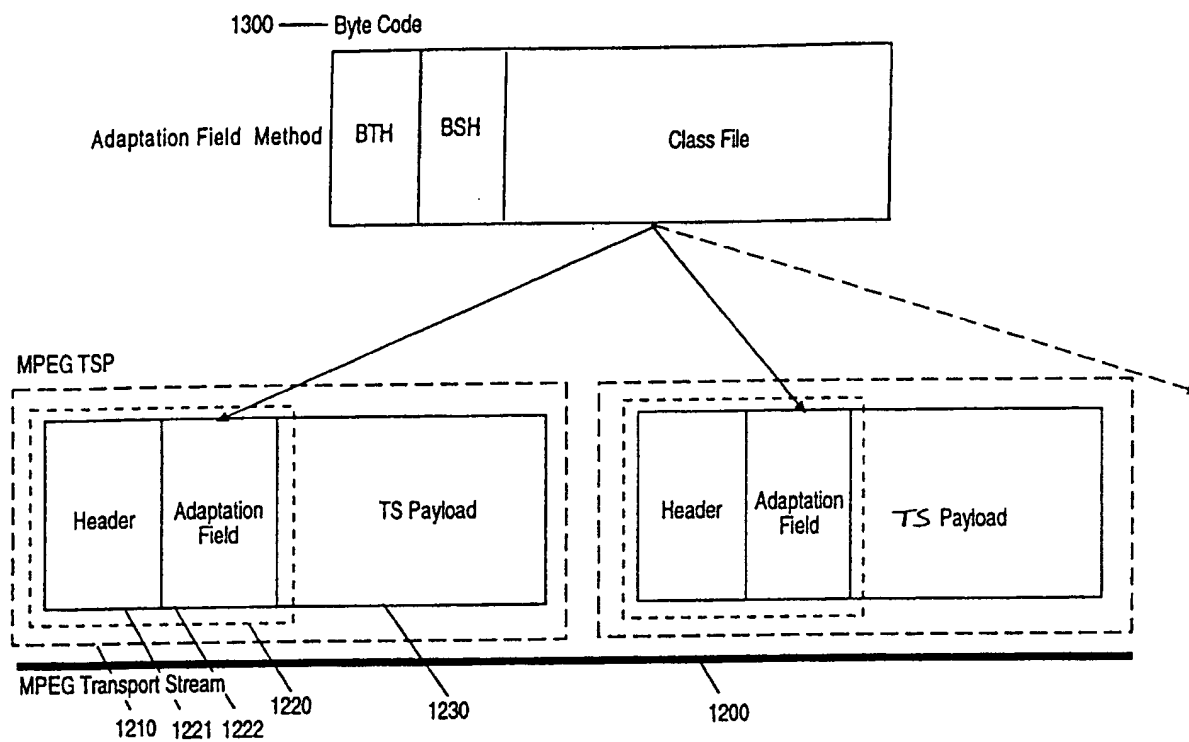 1300 Byte Code
Adaptation Field Method
BTH
BSH
Class File
MPEG TSP
Header
Adaptation
Field
TS Payload
Header
Adaptation
Field
TS Payload
MPEG Transport Stream
1210
1221
1222
1220
1230
1200